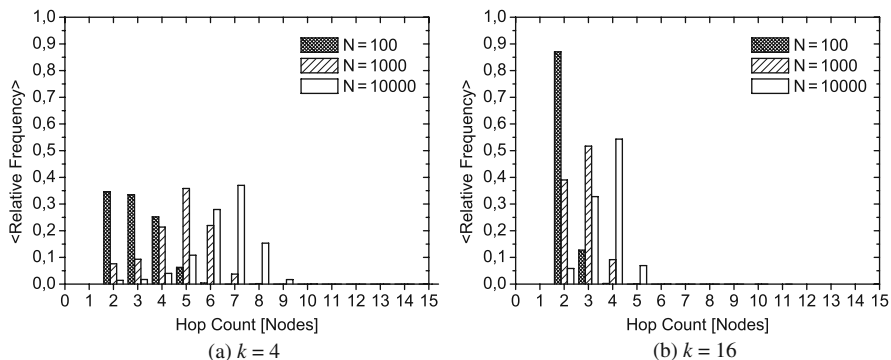 1,0
0,9
0,8
0,7
0,6
0,5
0,4
0,3
0,2
0,1
0,0
<Relative Frequency>
N = 100
N = 1000
N = 10000
0 1 2 3 4 5 6 7 8 9 10 11 12 13 14 15
Hop Count [Nodes]
(a) k = 4
1,0
0,9
0,8
0,7
0,6
0,5
0,4
0,3
0,2
0,1
0,0
<Relative Frequency>
N = 100
N = 1000
N = 10000
0 1 2 3 4 5 6 7 8 9 10 11 12 13 14 15
Hop Count [Nodes]
(b) k = 16